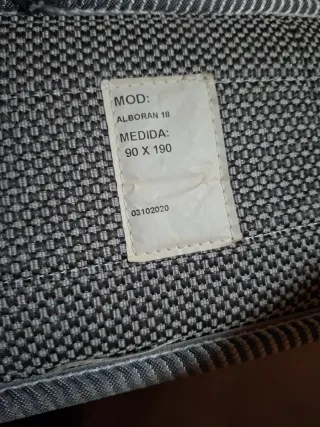 MOD:
ALBORAN 18
MEDIDA:
90 X 190
03102020